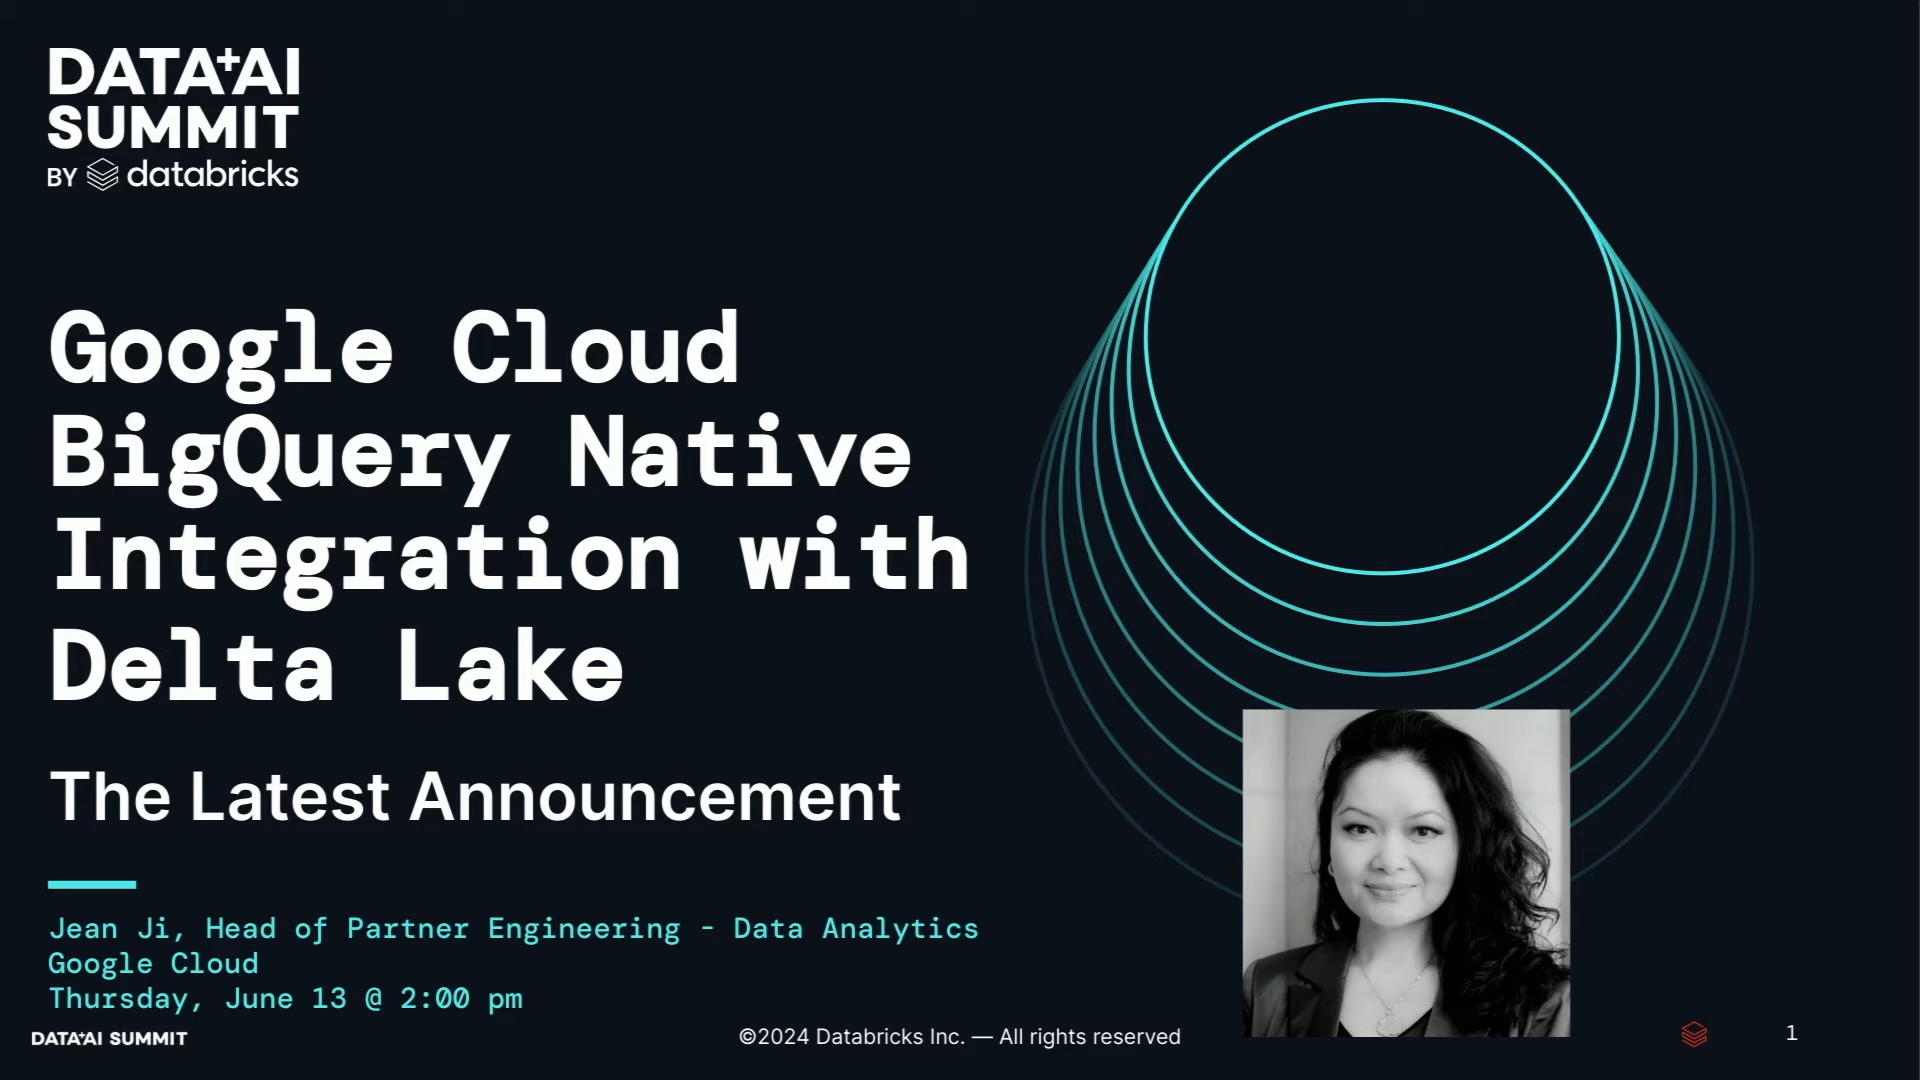 DATA+AI
SUMMIT
BY databricks
Google Cloud
BigQuery Native
Integration with
Delta Lake
The Latest Announcement
Jean Ji, Head of Partner Engineering - Data Analytics
Google Cloud
Thursday, June 13 @ 2:00 pm
DATA+AI SUMMIT
©2024 Databricks Inc. — All rights reserved
1